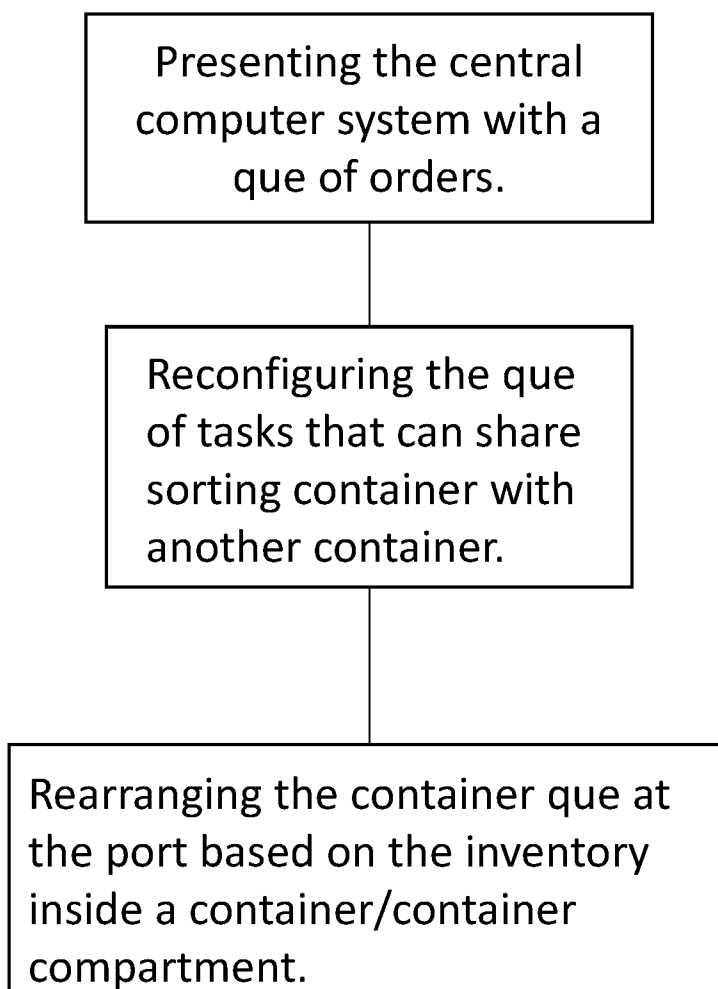 Presenting the central
computer system with a
que of orders.
Reconfiguring the que
of tasks that can share
sorting container with
another container.
Rearranging the container que at
the port based on the inventory
inside a container/container
compartment.